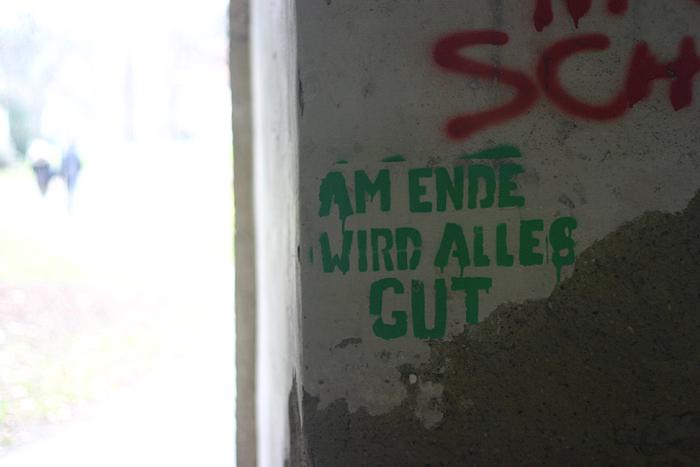 SCH
AM ENDE
WIRD ALLES
GUT